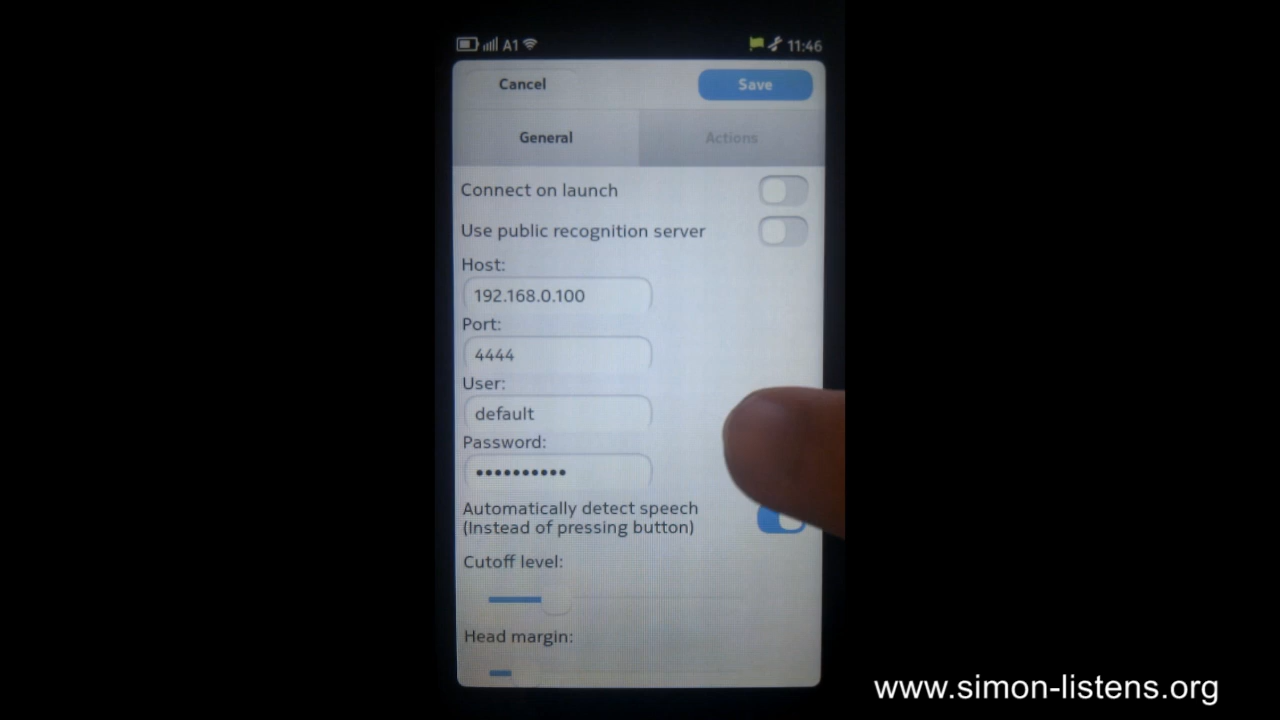 A1 11:46
Cancel Save
General Actions
Connect on launch
Use public recognition server
Host:
192.168.0.100
Port:
4444
User:
default
Password:
••••••••••
Automatically detect speech
(Instead of pressing button)
Cutoff level:
Head margin:
www.simon-listens.org